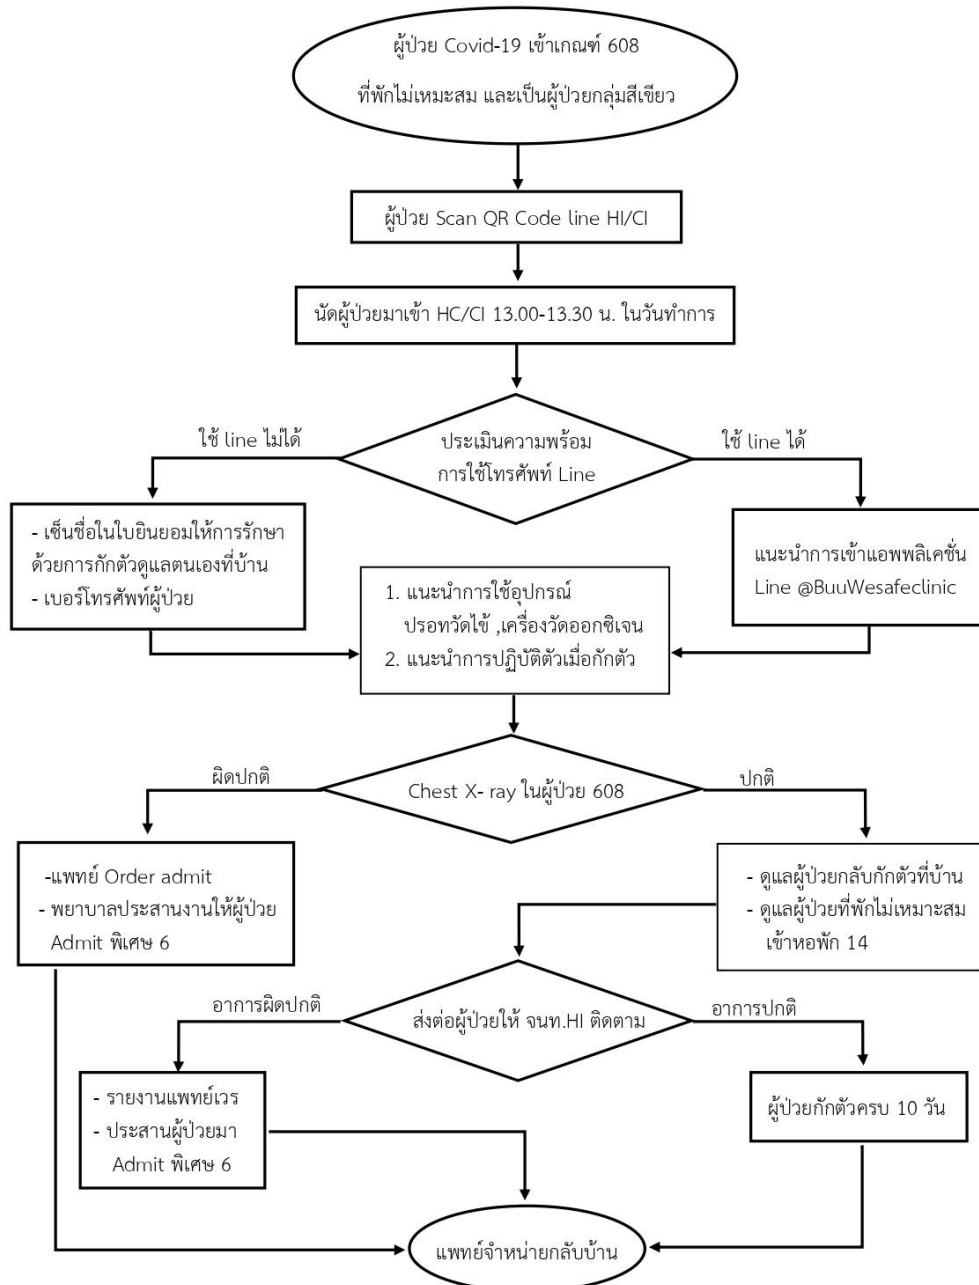 ผู้ป่วย Covid-19 เข้าเกณฑ์ 608
ที่พักไม่เหมะสม และเป็นผู้ป่วยกลุ่มสีเขียว
ผู้ป่วย Scan QR Code line HI/CI
นัดผู้ป่วยมาเข้า HC/CI 13.00-13.30 น. ในวันทำการ
ประเมินความพร้อม
การใช้โทรศัพท์ Line
ใช้ line ไม่ได้
ใช้ line ได้
- เซ็นชื่อในใบยินยอมให้การรักษา
ด้วยการกักตัวดูแลตนเองที่บ้าน
- เบอร์โทรศัพท์ผู้ป่วย
แนะนำการเข้าแอพพลิเคชั่น
Line @BuuWesafeclinic
1. แนะนำการใช้อุปกรณ์
ปรอทวัดไข้ ,เครื่องวัดออกซิเจน
2. แนะนำการปฏิบัติตัวเมื่อกักตัว
Chest X- ray ในผู้ป่วย 608
ผิดปกติ
ปกติ
-แพทย์ Order admit
- พยาบาลประสานงานให้ผู้ป่วย
Admit พิเศษ 6
- ดูแลผู้ป่วยกลับกักตัวที่บ้าน
- ดูแลผู้ป่วยที่พักไม่เหมาะสม
เข้าหอพัก 14
ส่งต่อผู้ป่วยให้ จนท.HI ติดตาม
อาการผิดปกติ
อาการปกติ
- รายงานแพทย์เวร
- ประสานผู้ป่วยมา
Admit พิเศษ 6
ผู้ป่วยกักตัวครบ 10 วัน
แพทย์จำหน่ายกลับบ้าน